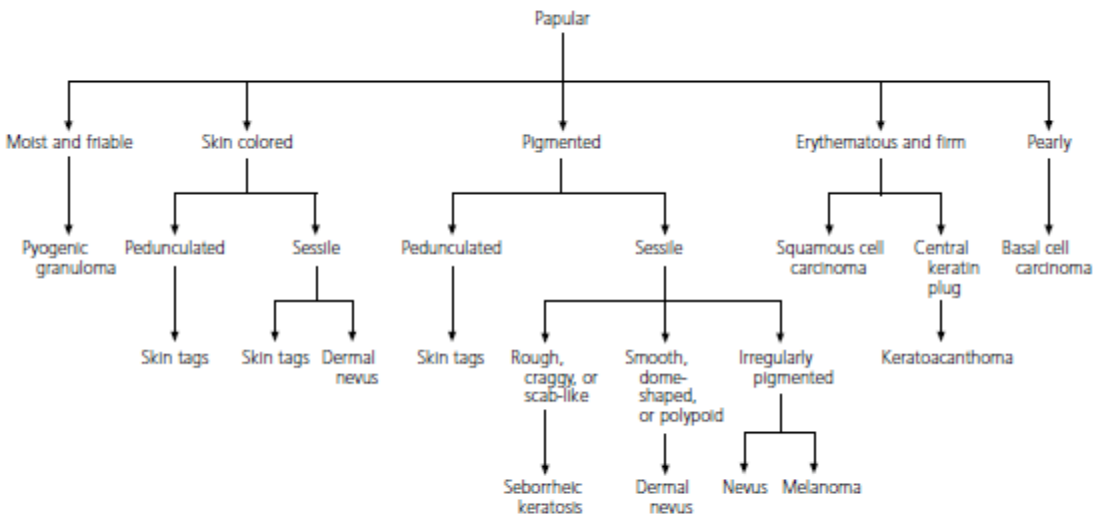 Papular
Moist and friable
Skin colored
Pigmented
Erythematous and firm
Pearly
Pyogenic
granuloma
Pedunculated
Sessile
Pedunculated
Sessile
Squamous cell
carcinoma
Central
keratin
plug
Basal cell
carcinoma
Skin tags
Skin tags
Dermal
nevus
Skin tags
Rough,
craggy, or
scab-like
Smooth,
dome-
shaped,
or polypoid
Irregularly
pigmented
Keratoacanthoma
Seborrheic
keratosis
Dermal
nevus
Nevus
Melanoma